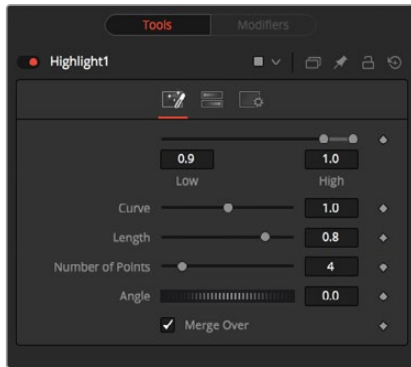 Tools Modifiers
Highlight1
0.9 1.0
Low High
Curve 1.0
Length 0.8
Number of Points 4
Angle 0.0
Merge Over